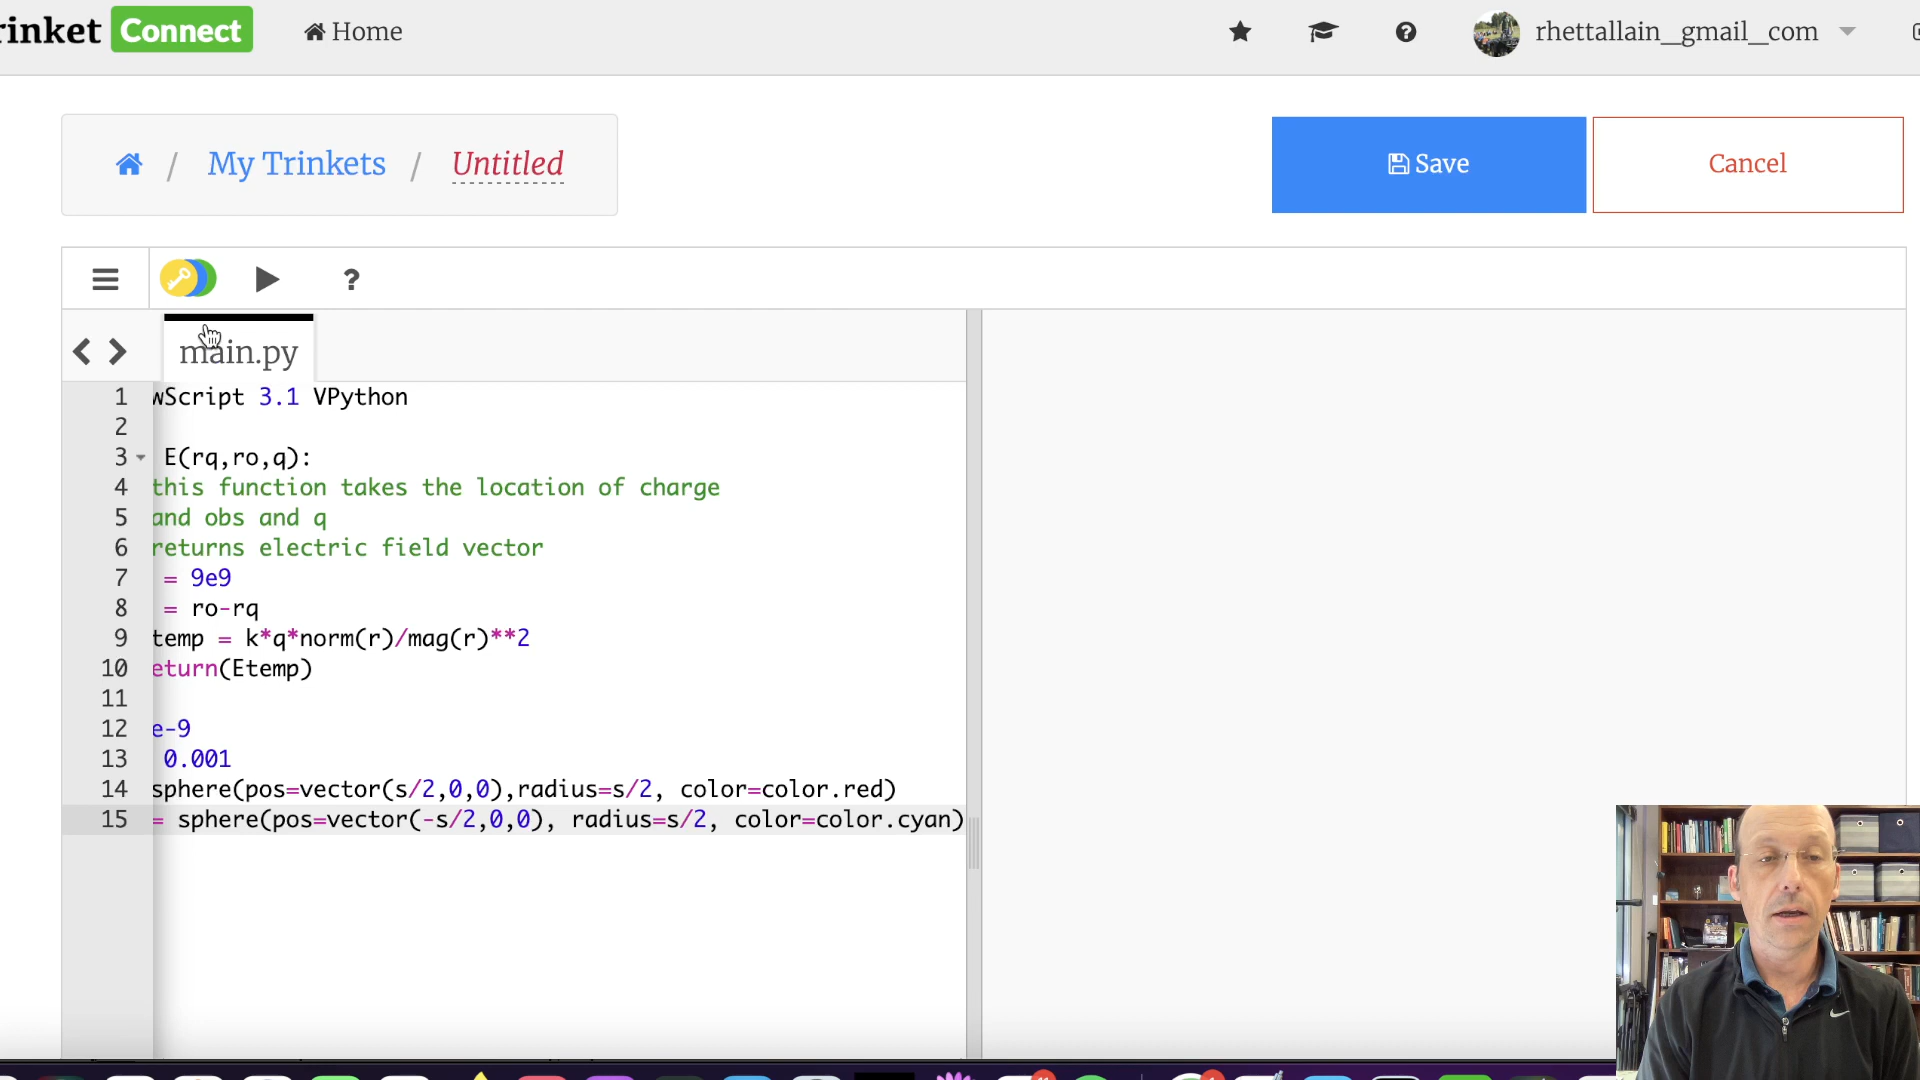 rinket Connect Home rhettallain_gmail_com
/ My Trinkets / Untitled Save Cancel
?
main.py
1 wScript 3.1 VPython
2
3 E(rq,ro,q):
4 this function takes the location of charge
5 and obs and q
6 returns electric field vector
7 = 9e9
8 = ro-rq
9 temp = k*q*norm(r)/mag(r)**2
10 eturn(Etemp)
11
12 e-9
13 0.001
14 sphere(pos=vector(s/2,0,0),radius=s/2, color=color.red)
15 = sphere(pos=vector(-s/2,0,0), radius=s/2, color=color.cyan)